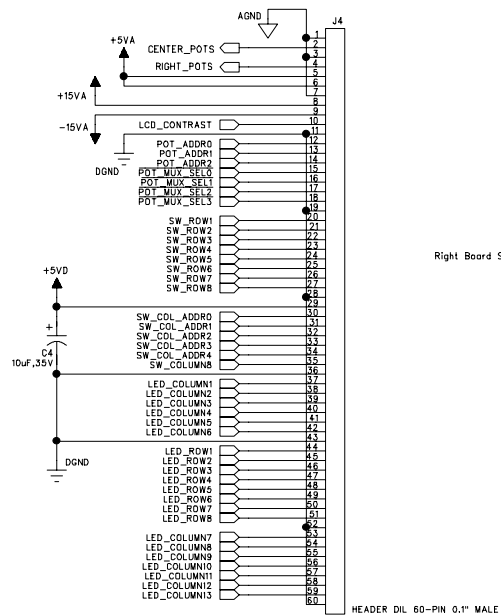 AGND
J4
1
CENTER_POTS 2
+5VA
3
RIGHT_POTS 4
5
6
7
+15VA 8
9
-15VA
LCD_CONTRAST 10
11
DGND
POT_ADDR0 12
POT_ADDR1 13
POT_ADDR2 14
POT_MUX_SEL0 15
POT_MUX_SEL1 16
POT_MUX_SEL2 17
POT_MUX_SEL3 18
19
SW_ROW1 20
SW_ROW2 21
SW_ROW3 22
SW_ROW4 23
SW_ROW5 24
SW_ROW6 25
SW_ROW7 26
SW_ROW8 27
Right Board S
28
+5VD
29
SW_COL_ADDR0 30
SW_COL_ADDR1 31
SW_COL_ADDR2 32
SW_COL_ADDR3 33
SW_COL_ADDR4 34
SW_COLUMN8 35
+
C4
10uF,35V
36
LED_COLUMN1 37
LED_COLUMN2 38
LED_COLUMN3 39
LED_COLUMN4 40
LED_COLUMN5 41
LED_COLUMN6 42
43
DGND
LED_ROW1 44
LED_ROW2 45
LED_ROW3 46
LED_ROW4 47
LED_ROW5 48
LED_ROW6 49
LED_ROW7 50
LED_ROW8 51
52
LED_COLUMN7 53
LED_COLUMN8 54
LED_COLUMN9 55
LED_COLUMN10 56
LED_COLUMN11 57
LED_COLUMN12 58
LED_COLUMN13 59
60
HEADER DIL 60-PIN 0.1" MALE